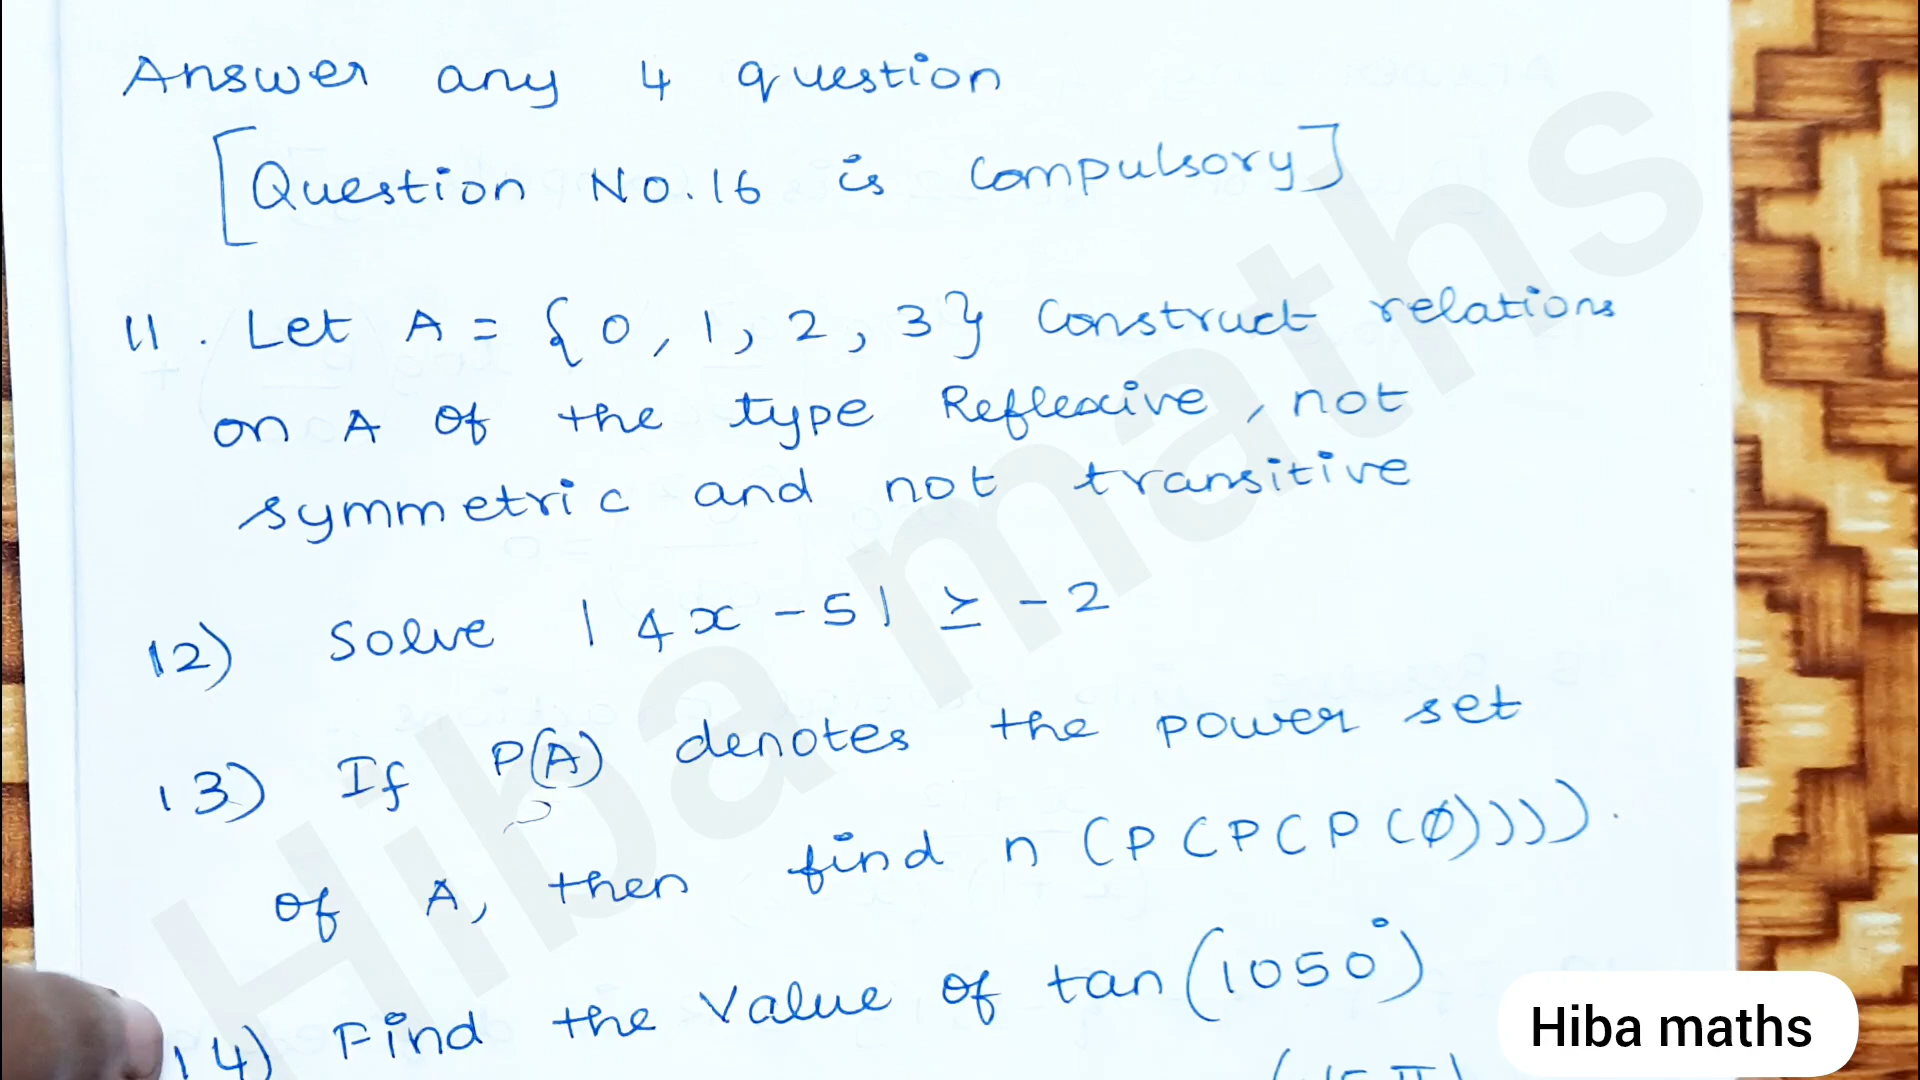 Answer any 4 question
[Question No.16 is compulsory]
11. Let A = {0, 1, 2, 3} Construct relations
on A of the type Reflexive, not
symmetric and not transitive
12) Solve |4x - 5| ≥ -2
13) If P(A) denotes the power set
of A, then find n (P(P(P(∅)))).
14) Find the value of tan(1050°)
Hiba maths
Hiba maths